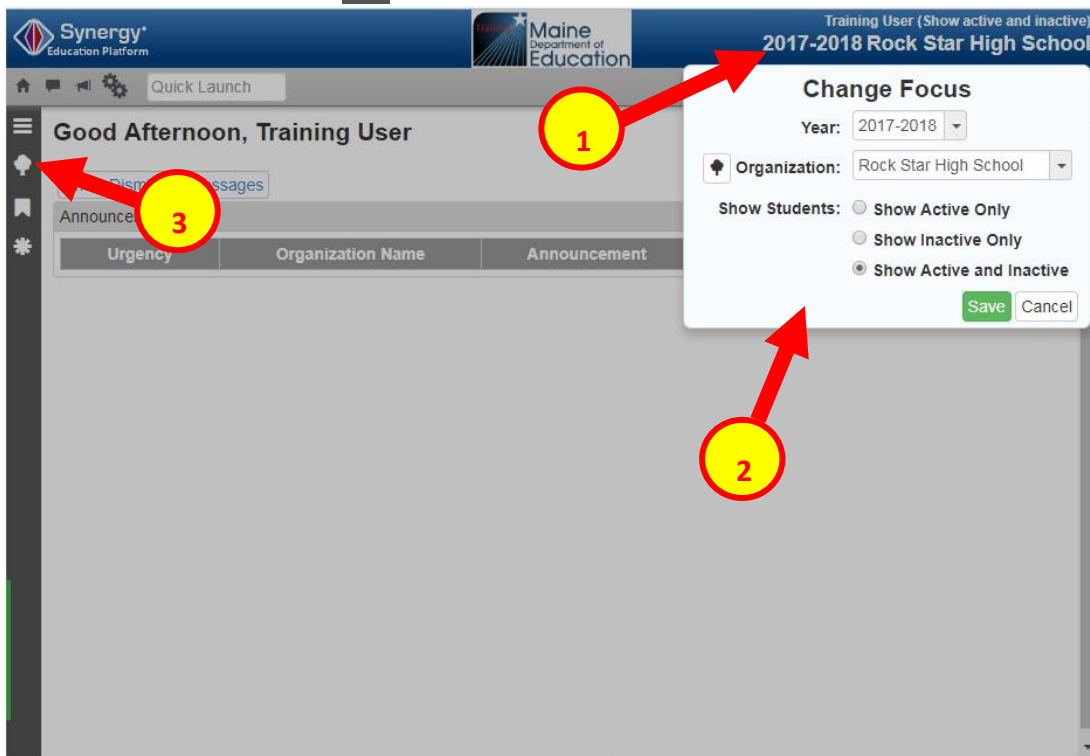 Synergy
Education Platform
Maine
Department of
Education
Training User (Show active and inactive)
2017-2018 Rock Star High School
Quick Launch
Change Focus
Year: 2017-2018
Organization: Rock Star High School
Show Students: Show Active Only
Show Inactive Only
Show Active and Inactive
Save Cancel
1
Good Afternoon, Training User
3
Urgency Organization Name Announcement
2